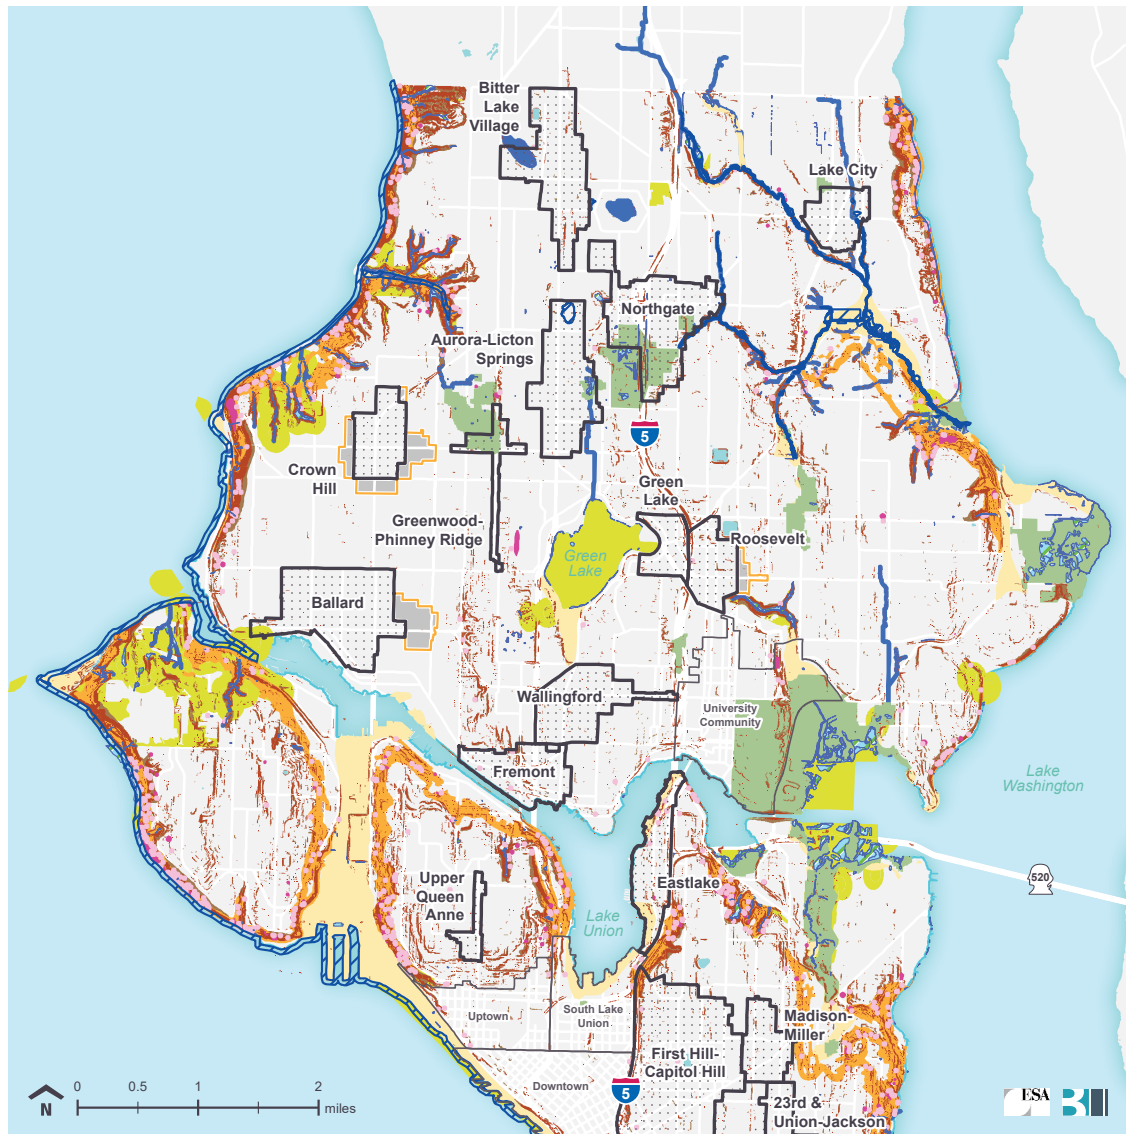 Bitter
Lake
Village
Lake City
Northgate
Aurora-Licton
Springs
5
Crown
Hill
Green
Lake
Greenwood-
Phinney Ridge
Roosevelt
Green
Lake
Ballard
Wallingford
University
Community
Fremont
Lake
Washington
520
Upper
Queen
Anne
Eastlake
Lake
Union
Uptown
South Lake
Union
Madison-
Miller
First Hill-
Capitol Hill
Downtown
5
23rd &
Union-Jackson
N
0 0.5 1 2
miles
ESA